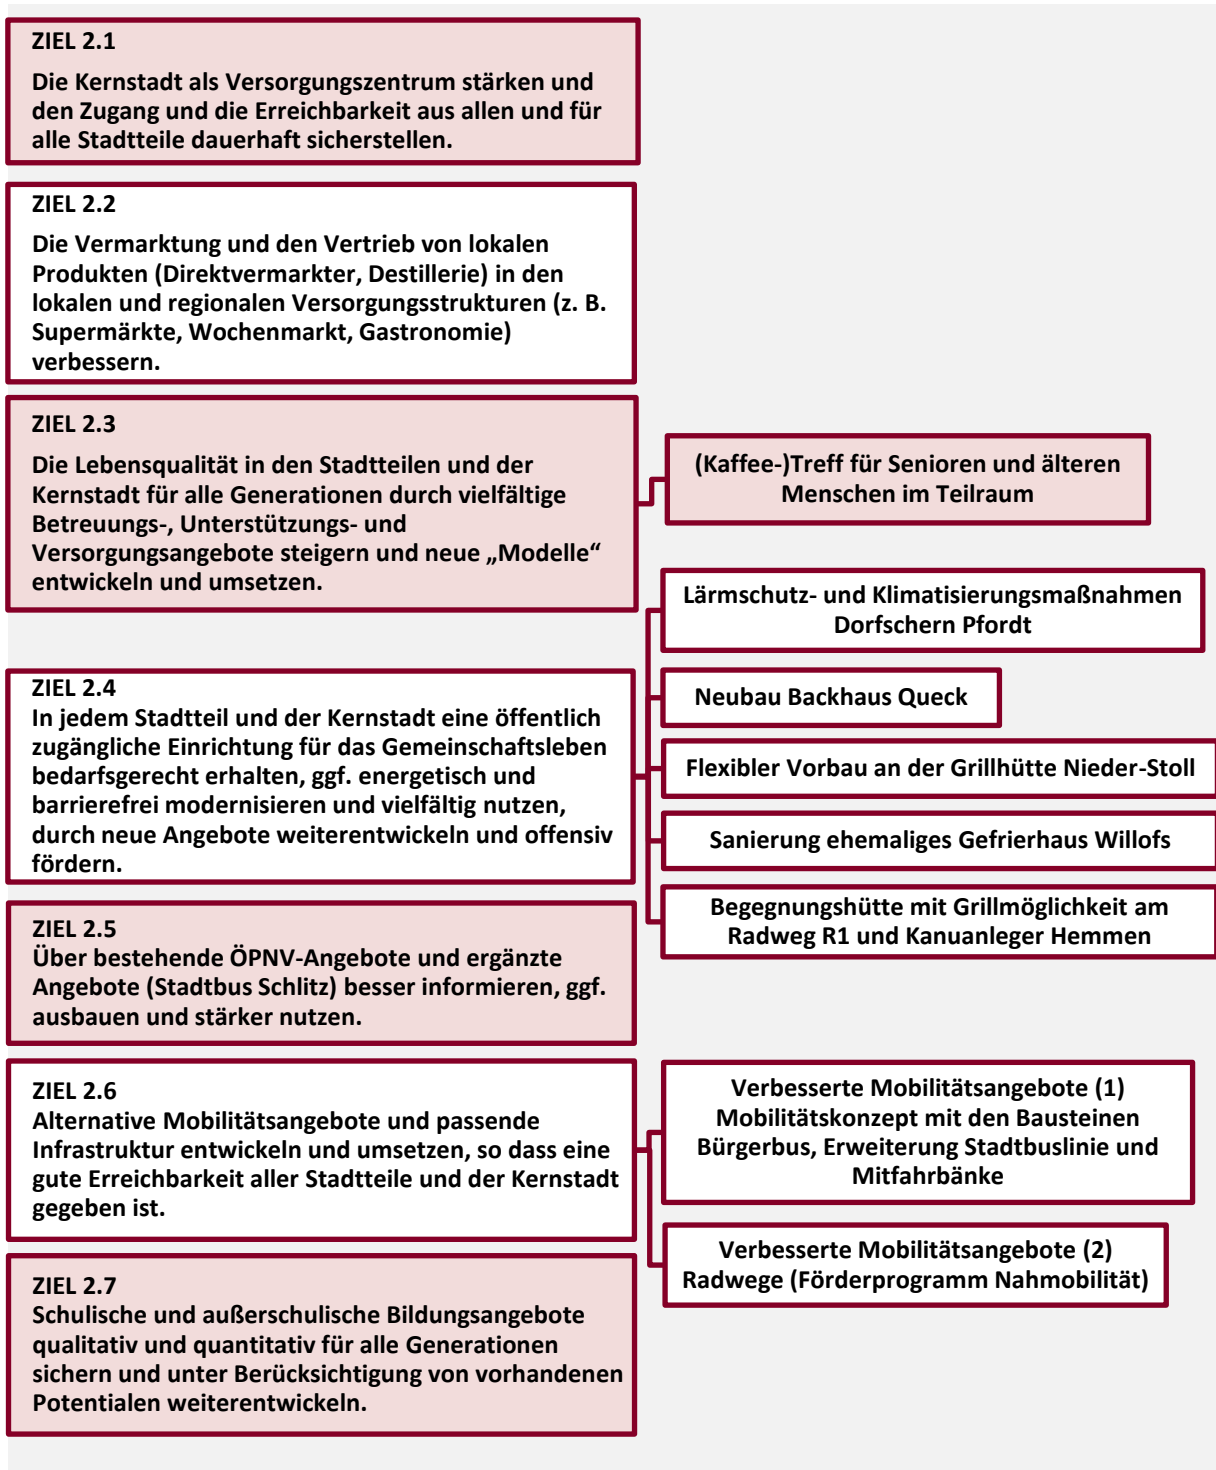 ZIEL 2.1
Die Kernstadt als Versorgungszentrum stärken und
den Zugang und die Erreichbarkeit aus allen und für
alle Stadtteile dauerhaft sicherstellen.
ZIEL 2.2
Die Vermarktung und den Vertrieb von lokalen
Produkten (Direktvermarkter, Destillerie) in den
lokalen und regionalen Versorgungsstrukturen (z. B.
Supermärkte, Wochenmarkt, Gastronomie)
verbessern.
ZIEL 2.3
Die Lebensqualität in den Stadtteilen und der
Kernstadt für alle Generationen durch vielfältige
Betreuungs-, Unterstützungs- und
Versorgungsangebote steigern und neue „Modelle“
entwickeln und umsetzen.
(Kaffee-)Treff für Senioren und älteren
Menschen im Teilraum
ZIEL 2.4
In jedem Stadtteil und der Kernstadt eine öffentlich
zugängliche Einrichtung für das Gemeinschaftsleben
bedarfsgerecht erhalten, ggf. energetisch und
barrierefrei modernisieren und vielfältig nutzen,
durch neue Angebote weiterentwickeln und offensiv
fördern.
Lärmschutz- und Klimatisierungsmaßnahmen
Dorfschern Pfordt
Neubau Backhaus Queck
Flexibler Vorbau an der Grillhütte Nieder-Stoll
Sanierung ehemaliges Gefrierhaus Willofs
Begegnungshütte mit Grillmöglichkeit am
Radweg R1 und Kanuanleger Hemmen
ZIEL 2.5
Über bestehende ÖPNV-Angebote und ergänzte
Angebote (Stadtbus Schlitz) besser informieren, ggf.
ausbauen und stärker nutzen.
ZIEL 2.6
Alternative Mobilitätsangebote und passende
Infrastruktur entwickeln und umsetzen, so dass eine
gute Erreichbarkeit aller Stadtteile und der Kernstadt
gegeben ist.
Verbesserte Mobilitätsangebote (1)
Mobilitätskonzept mit den Bausteinen
Bürgerbus, Erweiterung Stadtbuslinie und
Mitfahrbänke
Verbesserte Mobilitätsangebote (2)
Radwege (Förderprogramm Nahmobilität)
ZIEL 2.7
Schulische und außerschulische Bildungsangebote
qualitativ und quantitativ für alle Generationen
sichern und unter Berücksichtigung von vorhandenen
Potentialen weiterentwickeln.